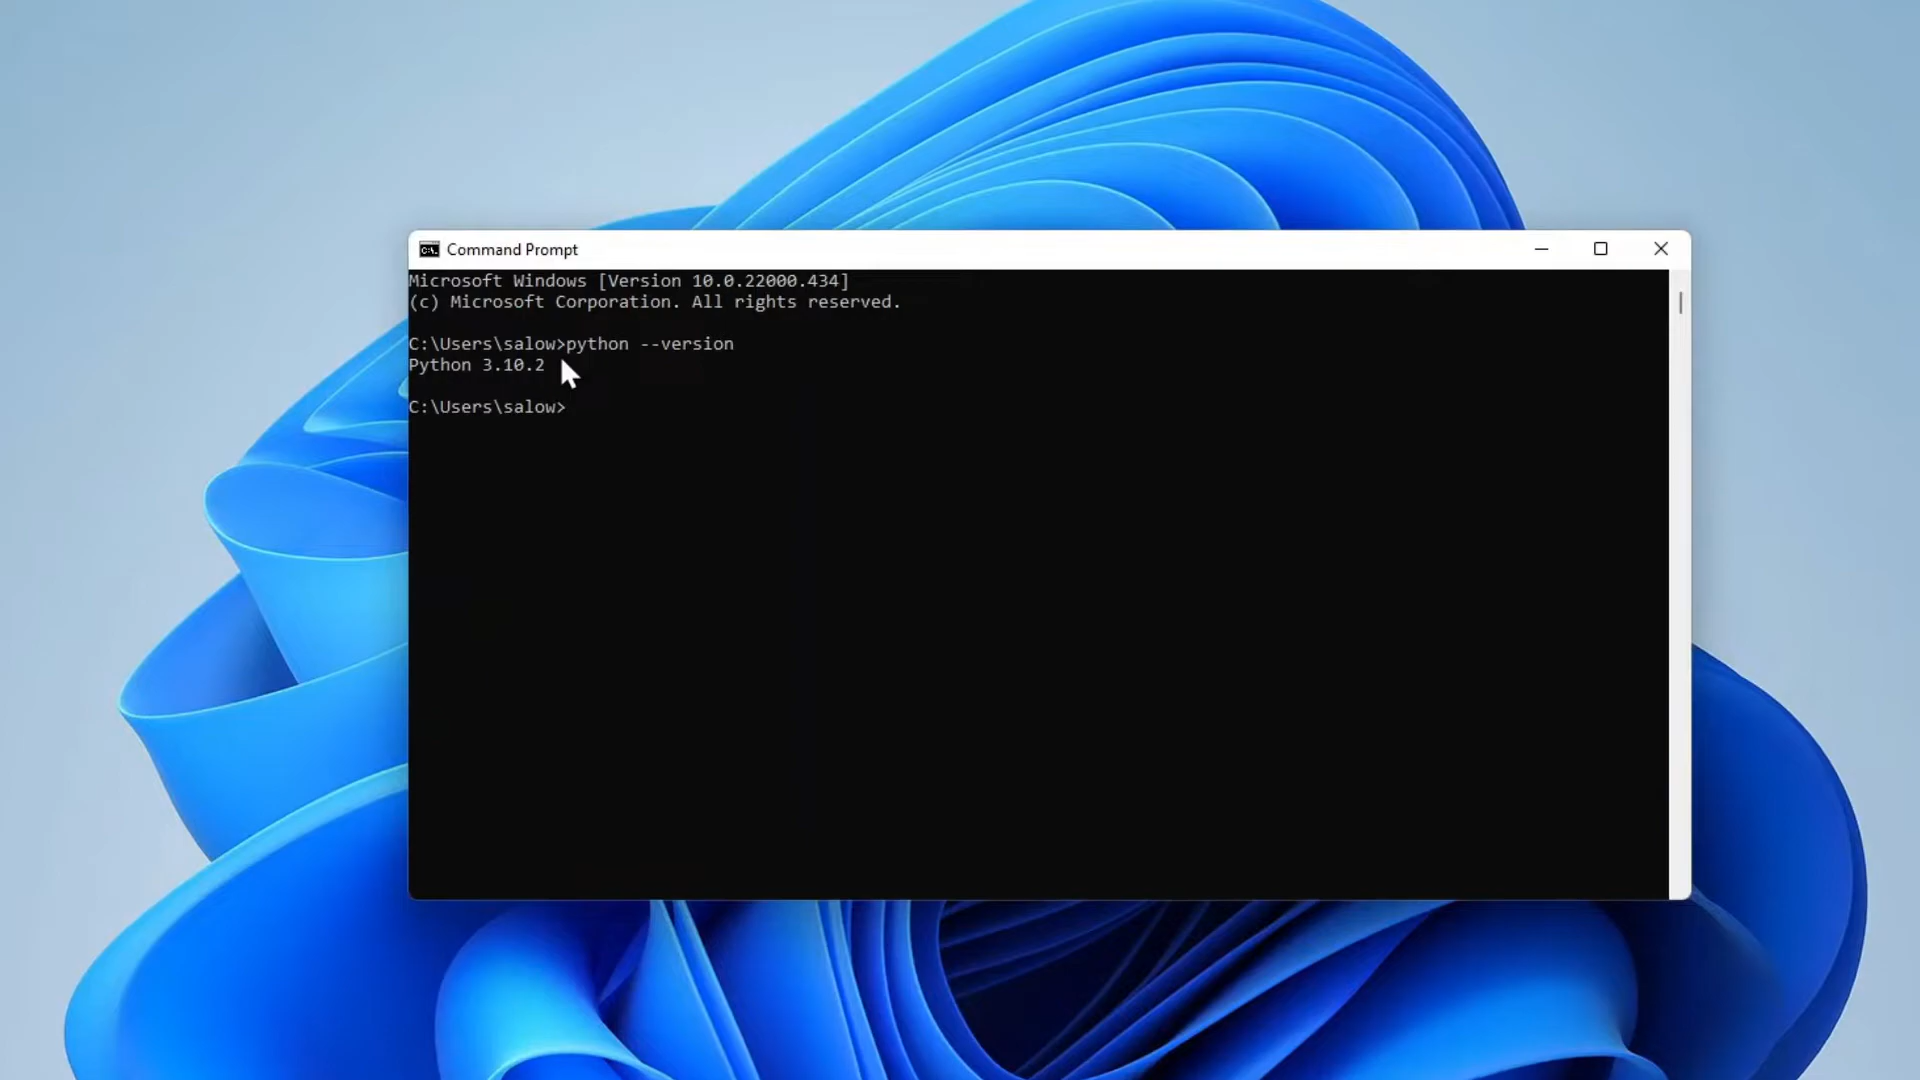 Command Prompt
Microsoft Windows [Version 10.0.22000.434]
(c) Microsoft Corporation. All rights reserved.
C:\Users\salow>python --version
Python 3.10.2
C:\Users\salow>